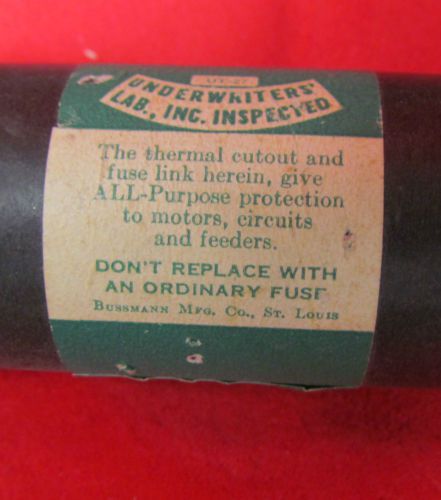 UNDERWRITERS'
LAB., INC. INSPECTED
The thermal cutout and
fuse link herein, give
ALL-Purpose protection
to motors, circuits
and feeders.
DON'T REPLACE WITH
AN ORDINARY FUSE
BUSSMANN MFG. CO., ST. LOUIS